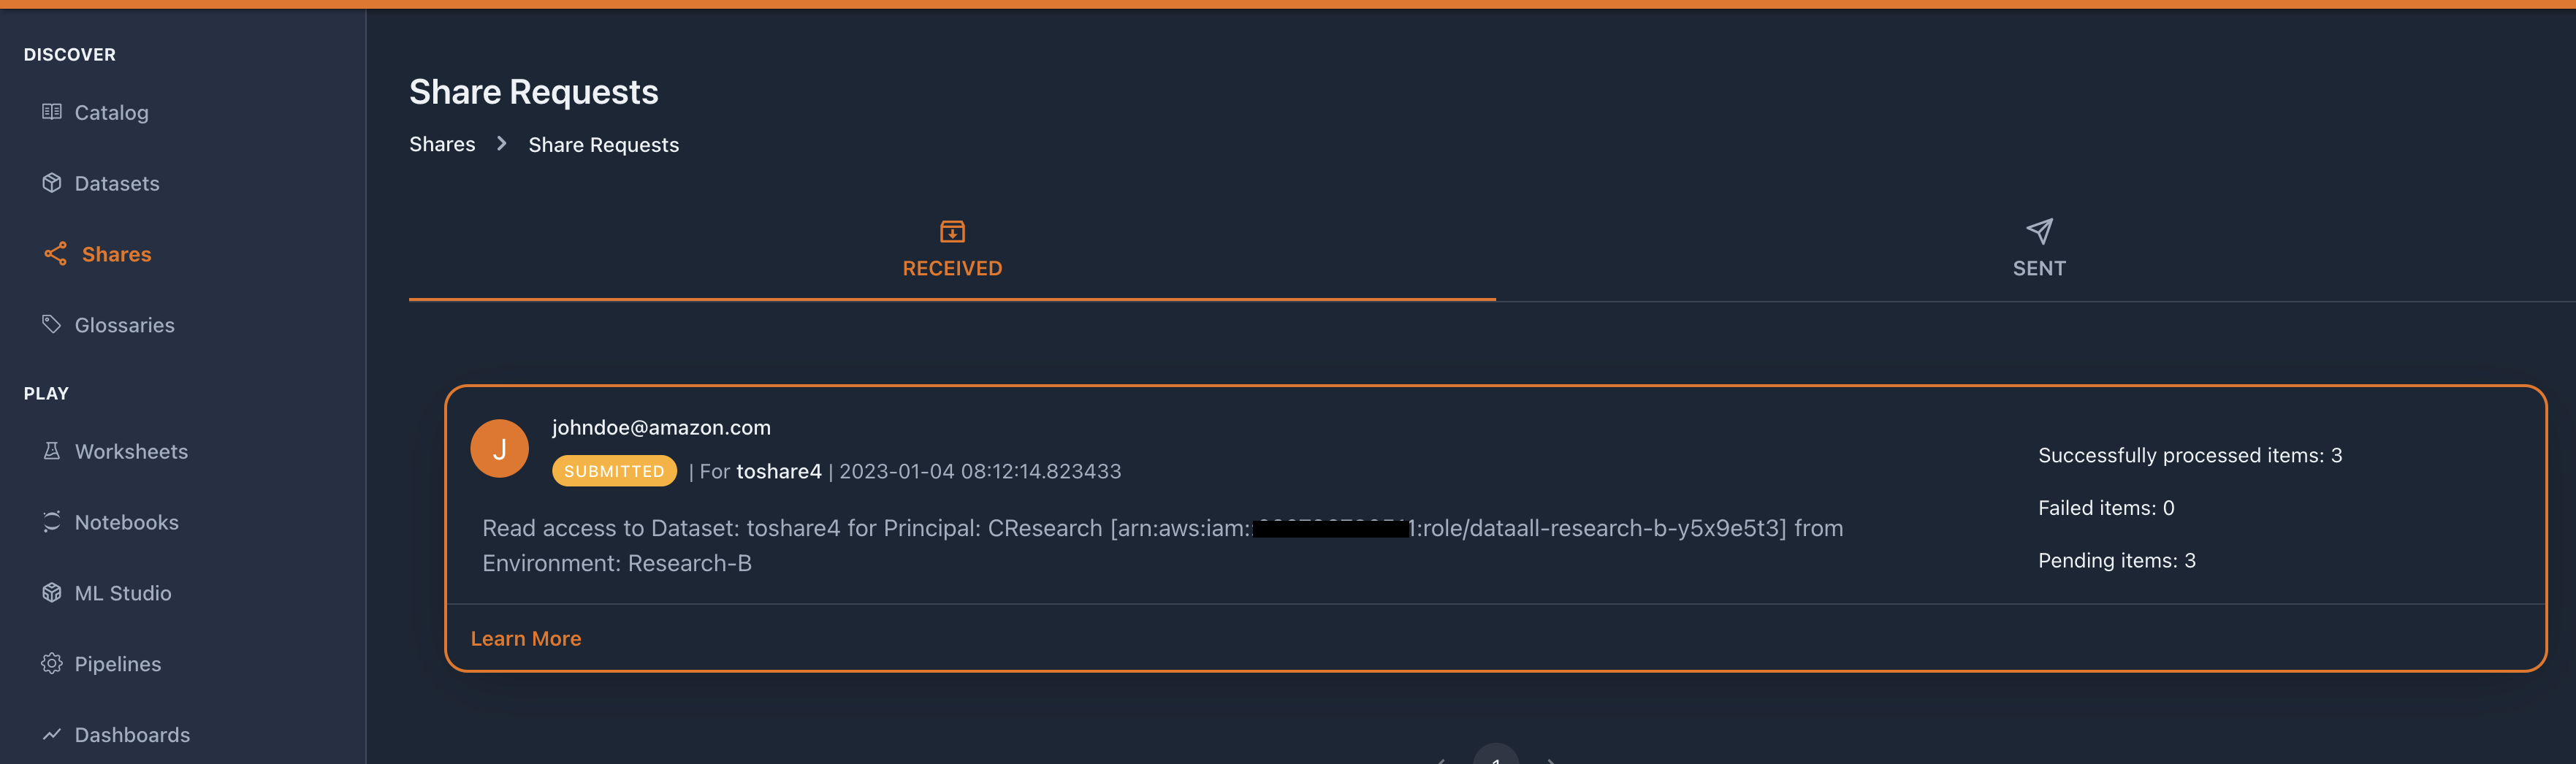 DISCOVER
Catalog
Datasets
Shares
Glossaries
PLAY
Worksheets
Notebooks
ML Studio
Pipelines
Dashboards
Share Requests
Shares > Share Requests
RECEIVED
SENT
J
johndoe@amazon.com
SUBMITTED | For toshare4 | 2023-01-04 08:12:14.823433
Read access to Dataset: toshare4 for Principal: CResearch [arn:aws:iam: :role/dataall-research-b-y5x9e5t3] from
Environment: Research-B
Successfully processed items: 3
Failed items: 0
Pending items: 3
Learn More
1